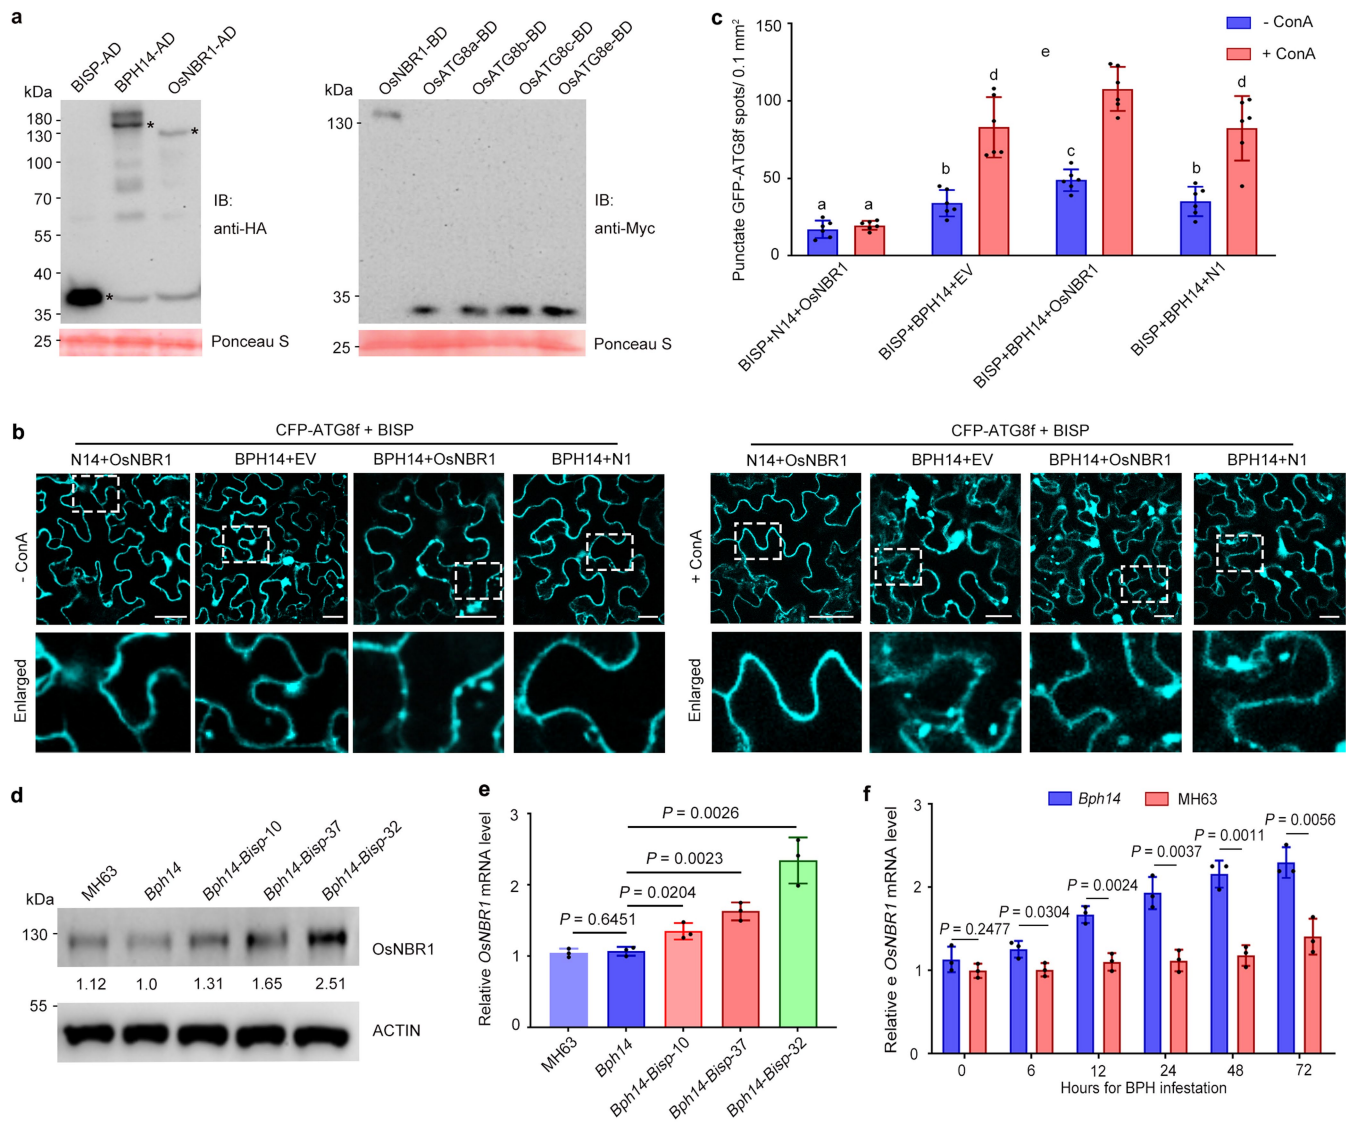 a
BISP-AD
BPH14-AD
OsNBR1-AD
kDa
180
130
100
70
55
40
35
25
*
*
*
IB:
anti-HA
Ponceau S
OsNBR1-BD
OsATG8a-BD
OsATG8b-BD
OsATG8c-BD
OsATG8e-BD
kDa
130
35
25
IB:
anti-Myc
Ponceau S
c
- ConA
+ ConA
Punctate GFP-ATG8f spots/ 0.1 mm²
150
100
50
0
a
a
b
d
c
e
b
d
BISP+N14+OsNBR1
BISP+BPH14+EV
BISP+BPH14+OsNBR1
BISP+BPH14+N1
b
CFP-ATG8f + BISP
N14+OsNBR1
BPH14+EV
BPH14+OsNBR1
BPH14+N1
- ConA
Enlarged
CFP-ATG8f + BISP
N14+OsNBR1
BPH14+EV
BPH14+OsNBR1
BPH14+N1
+ ConA
Enlarged
d
MH63
Bph14
Bph14-Bisp-10
Bph14-Bisp-37
Bph14-Bisp-32
kDa
130
OsNBR1
1.12 1.0 1.31 1.65 2.51
55
ACTIN
e
Relative OsNBR1 mRNA level
3
2
1
0
P = 0.0026
P = 0.0023
P = 0.0204
P = 0.6451
MH63
Bph14
Bph14-Bisp-10
Bph14-Bisp-37
Bph14-Bisp-32
f
Bph14
MH63
Relative e OsNBR1 mRNA level
3
2
1
0
P = 0.2477
P = 0.0304
P = 0.0024
P = 0.0037
P = 0.0011
P = 0.0056
0 6 12 24 48 72
Hours for BPH infestation